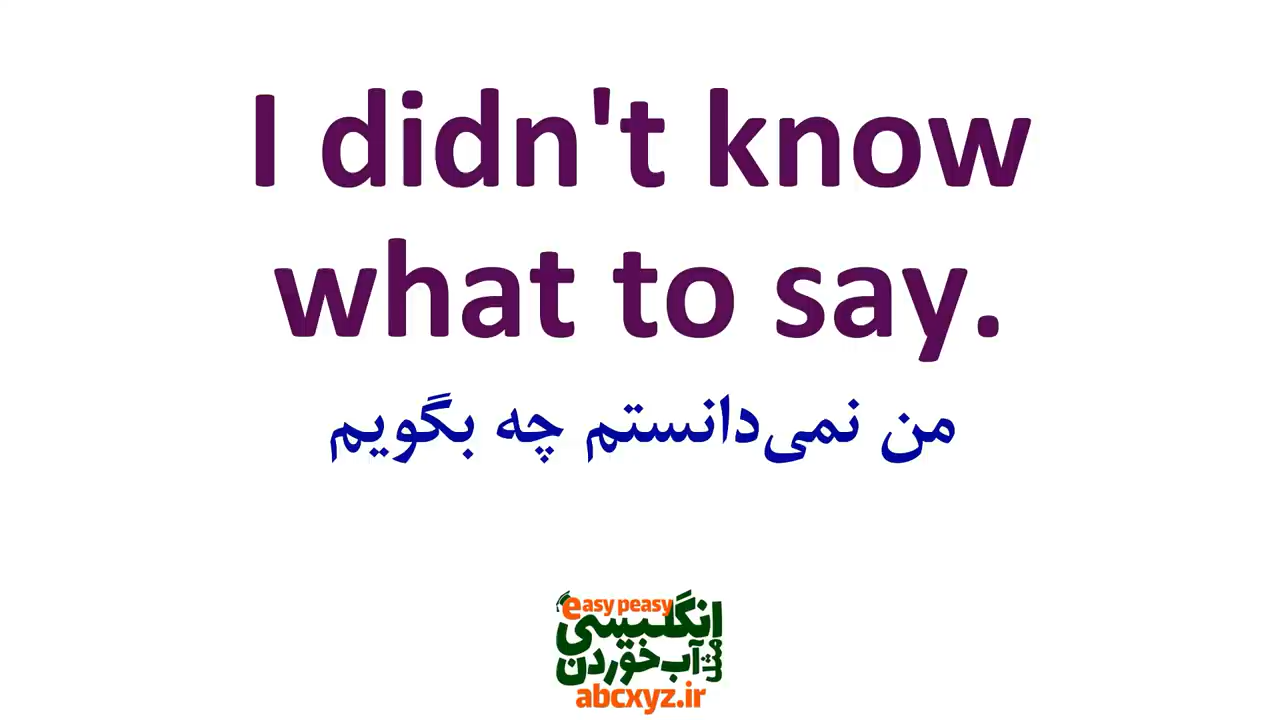 I didn't know
what to say.
من نمی‌دانستم چه بگویم
easy peasy
انگلیسی
مثل آب خوردن
abcxyz.ir